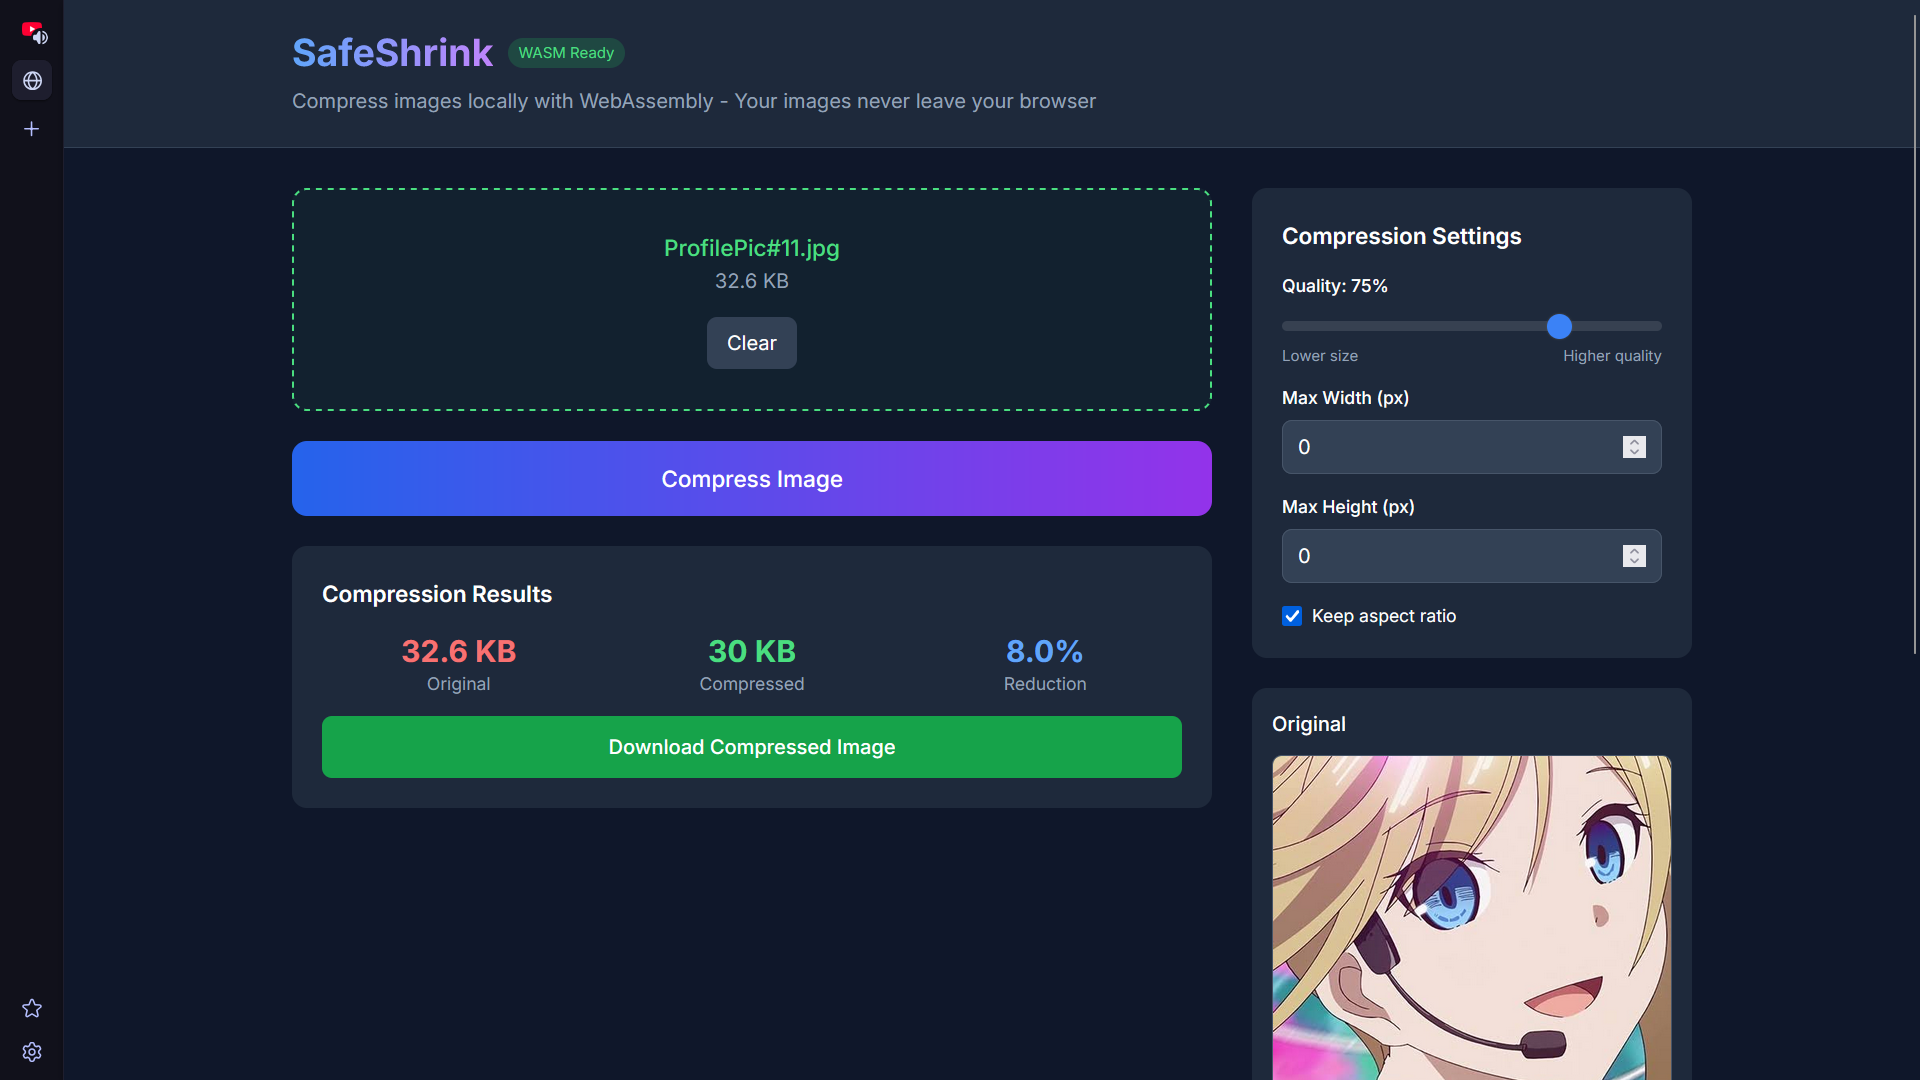 SafeShrink
WASM Ready
Compress images locally with WebAssembly - Your images never leave your browser
ProfilePic#11.jpg
32.6 KB
Clear
Compress Image
Compression Results
32.6 KB
Original
30 KB
Compressed
8.0%
Reduction
Download Compressed Image
Compression Settings
Quality: 75%
Lower size
Higher quality
Max Width (px)
0
Max Height (px)
0
Keep aspect ratio
Original